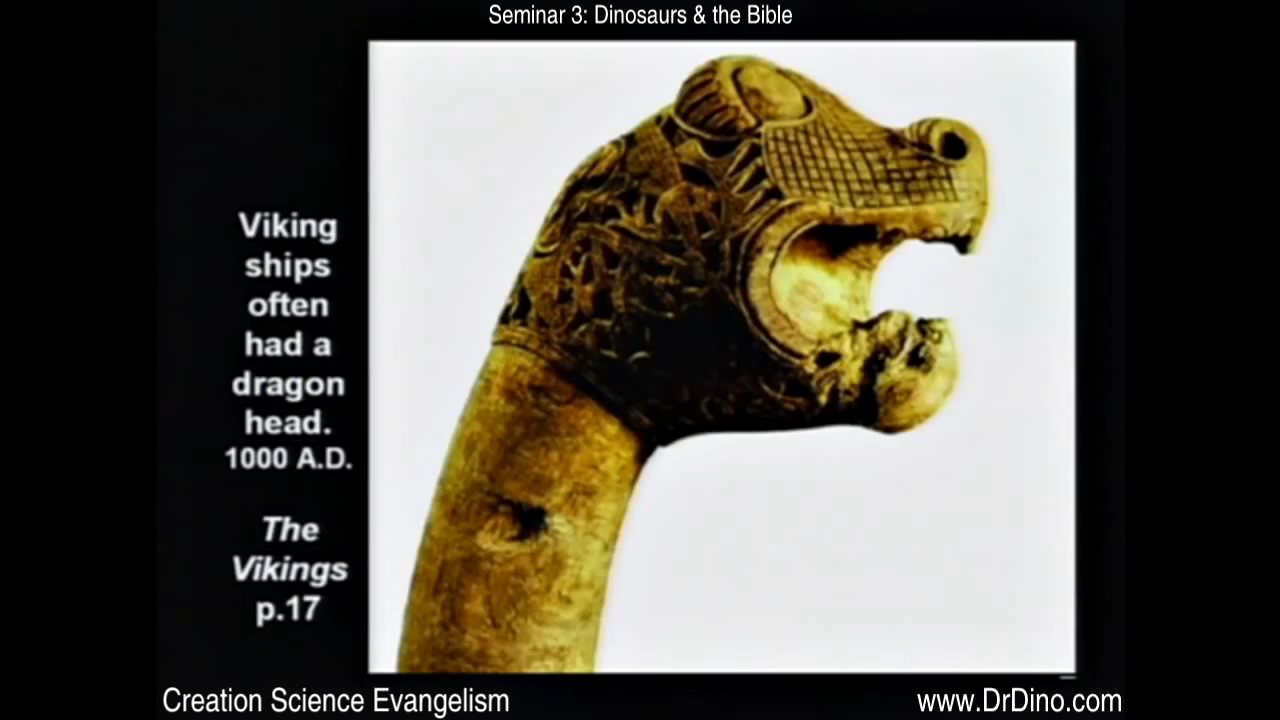 Seminar 3: Dinosaurs & the Bible
Viking
ships
often
had a
dragon
head.
1000 A.D.
The
Vikings
p.17
Creation Science Evangelism
www.DrDino.com